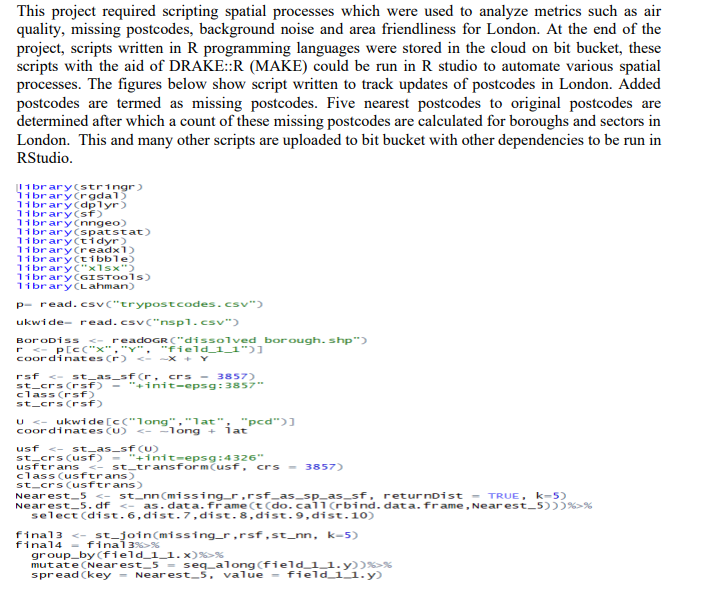 This project required scripting spatial processes which were used to analyze metrics such as air
quality, missing postcodes, background noise and area friendliness for London. At the end of the
project, scripts written in R programming languages were stored in the cloud on bit bucket, these
scripts with the aid of DRAKE::R (MAKE) could be run in R studio to automate various spatial
processes. The figures below show script written to track updates of postcodes in London. Added
postcodes are termed as missing postcodes. Five nearest postcodes to original postcodes are
determined after which a count of these missing postcodes are calculated for boroughs and sectors in
London. This and many other scripts are uploaded to bit bucket with other dependencies to be run in
RStudio.
library(stringr)
library(rgdal)
library(dplyr)
library(sf)
library(nngeo)
library(spatstat)
library(tidyr)
library(readxl)
library(tibble)
library("xlsx")
library(GISTools)
library(Lahman)
p= read.csv("trypostcodes.csv")
ukwide= read.csv("nspl.csv")
BoroDiss <- readOGR("dissolved borough.shp")
r <- p[c("X","Y", "field_1_1")]
coordinates(r) <- ~X + Y
rsf <- st_as_sf(r, crs = 3857)
st_crs(rsf) = "+init=epsg:3857"
class(rsf)
st_crs(rsf)
U <- ukwide[c("long","lat", "pcd")]
coordinates(U) <- ~long + lat
usf <- st_as_sf(U)
st_crs(usf) = "+init=epsg:4326"
usftrans <- st_transform(usf, crs = 3857)
class(usftrans)
st_crs(usftrans)
Nearest_5 <- st_nn(missing_r,rsf_as_sp_as_sf, returnDist = TRUE, k=5)
Nearest_5.df <- as.data.frame(t(do.call(rbind.data.frame,Nearest_5)))%>%
select(dist.6,dist.7,dist.8,dist.9,dist.10)
final3 <- st_join(missing_r,rsf,st_nn, k=5)
final4 = final3%>%
group_by(field_1_1.x)%>%
mutate(Nearest_5 = seq_along(field_1_1.y))%>%
spread(key = Nearest_5, value = field_1_1.y)